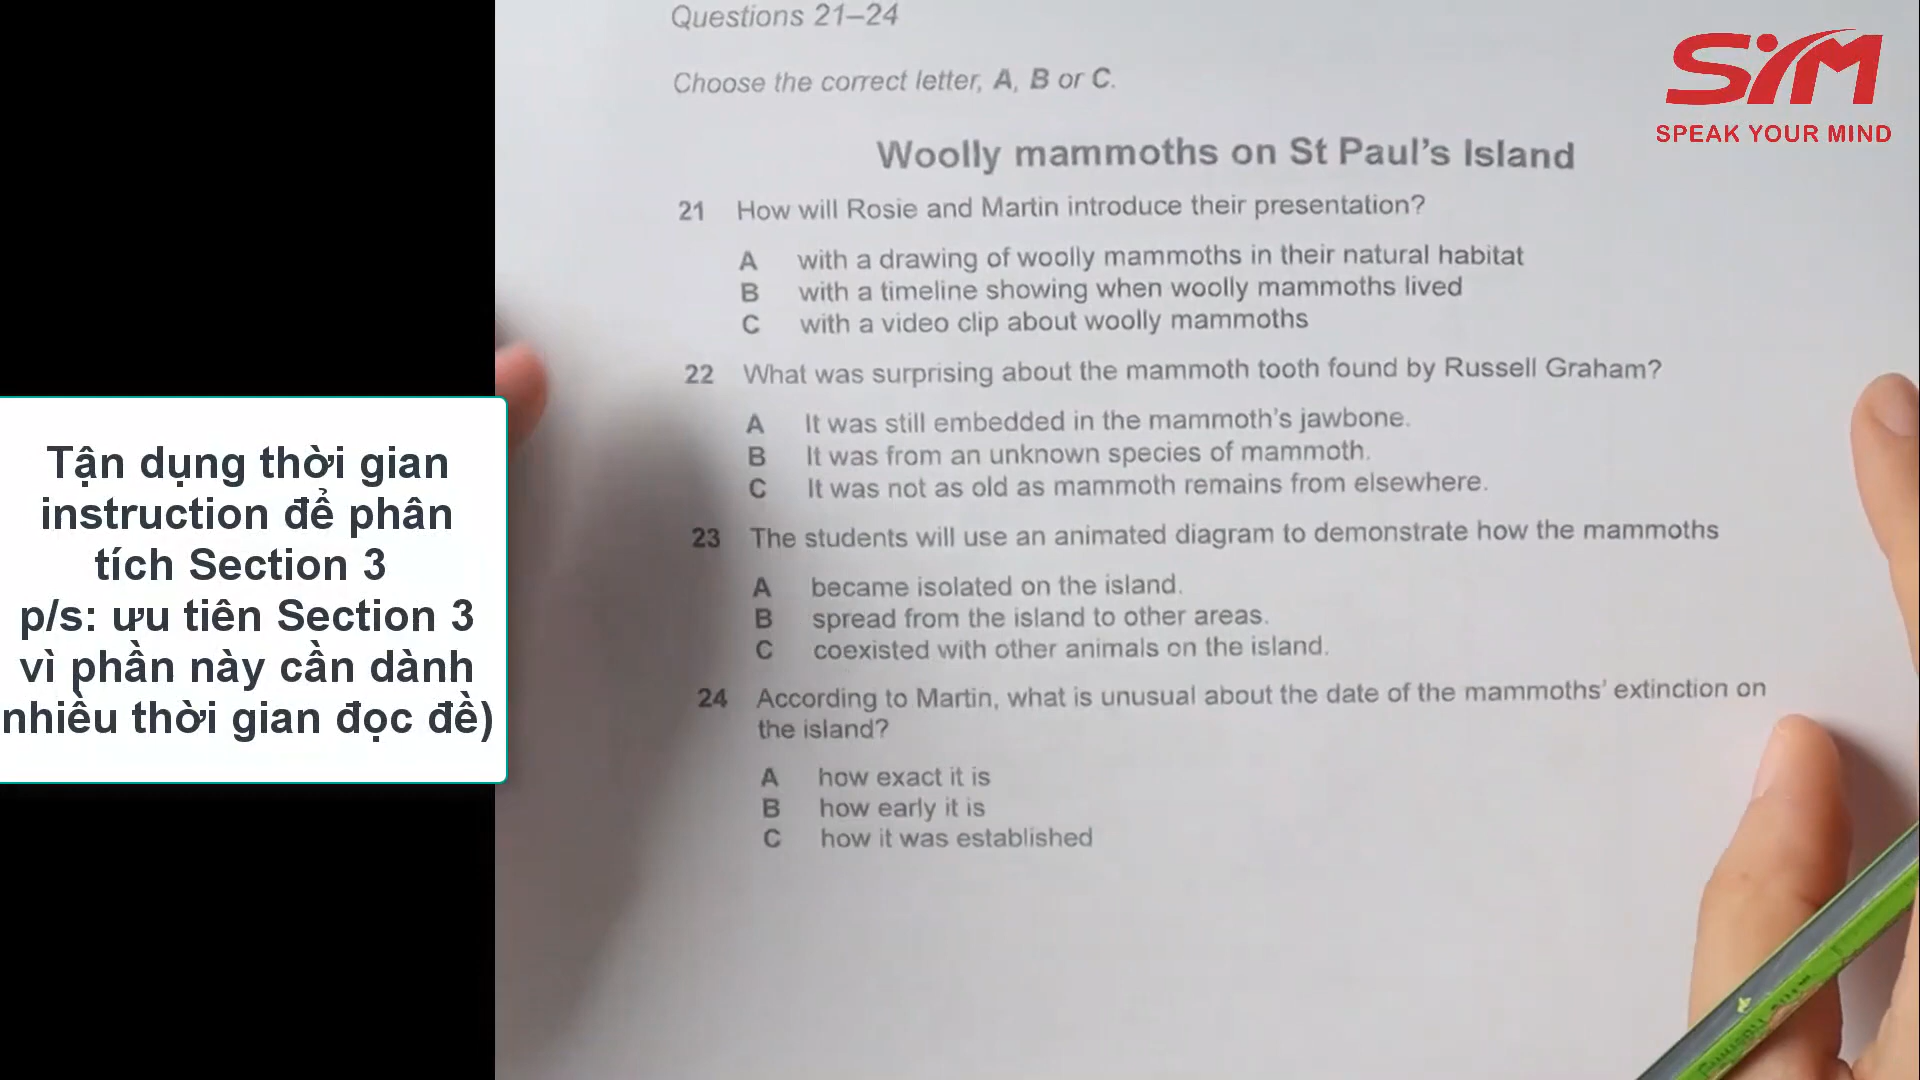 Questions 21–24
Choose the correct letter, A, B or C.
Woolly mammoths on St Paul's Island
21 How will Rosie and Martin introduce their presentation?
A with a drawing of woolly mammoths in their natural habitat
B with a timeline showing when woolly mammoths lived
C with a video clip about woolly mammoths
22 What was surprising about the mammoth tooth found by Russell Graham?
A It was still embedded in the mammoth's jawbone.
B It was from an unknown species of mammoth.
C It was not as old as mammoth remains from elsewhere.
23 The students will use an animated diagram to demonstrate how the mammoths
A became isolated on the island.
B spread from the island to other areas.
C coexisted with other animals on the island.
24 According to Martin, what is unusual about the date of the mammoths' extinction on
the island?
A how exact it is
B how early it is
C how it was established
Tận dụng thời gian
instruction để phân
tích Section 3
p/s: ưu tiên Section 3
vì phần này cần dành
nhiều thời gian đọc đề)
SYM
SPEAK YOUR MIND